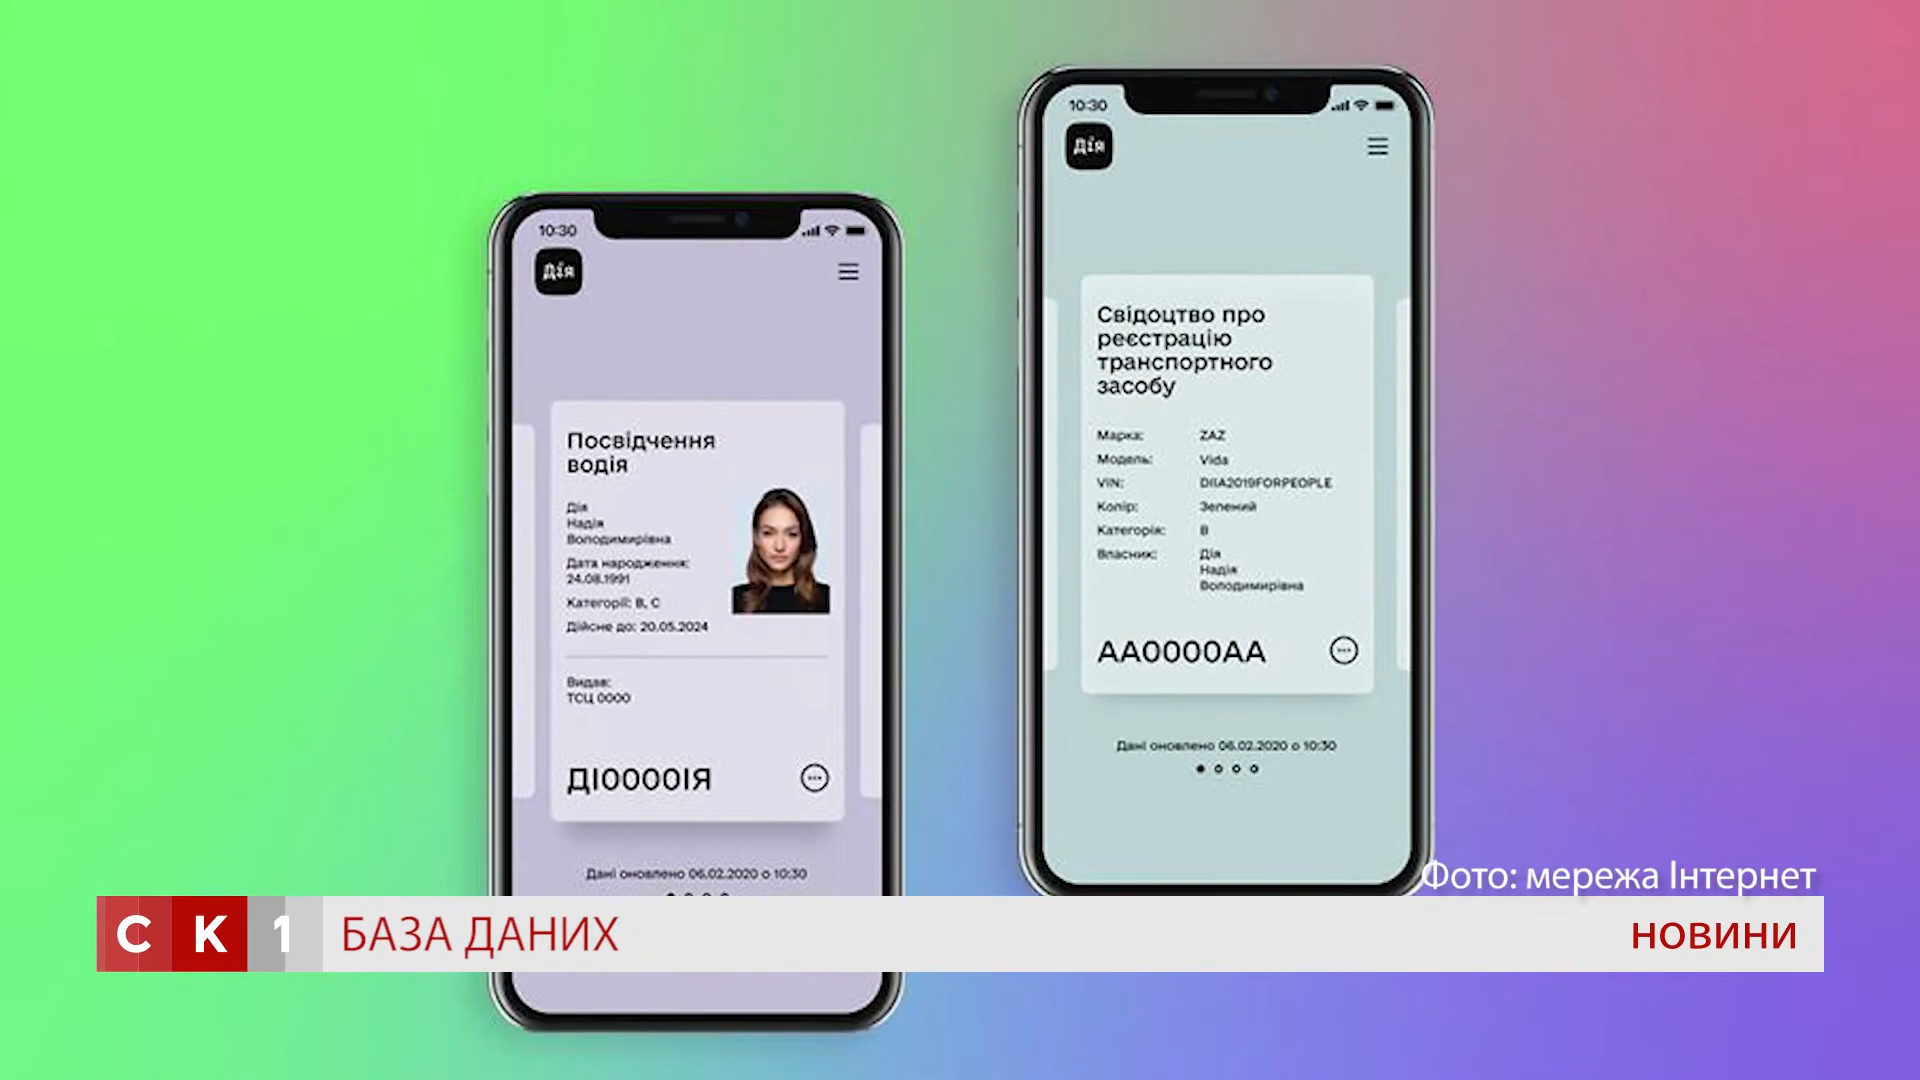 10:30
Дія
Посвідчення
водія
Дія
Надія
Володимирівна
Дата народження:
24.08.1991
Категорії: B, C
Дійсне до: 20.05.2024
Видав:
ТСЦ 0000
ДІ0000ІЯ
Дані оновлено 06.02.2020 о 10:30
10:30
Дія
Свідоцтво про
реєстрацію
транспортного
засобу
Марка: ZAZ
Модель: Vida
VIN: DIIA2019FORPEOPLE
Колір: Зелений
Категорія: B
Власник: Дія
Надія
Володимирівна
АА0000АА
Дані оновлено 06.02.2020 о 10:30
Фото: мережа Інтернет
СК1 БАЗА ДАНИХ
НОВИНИ